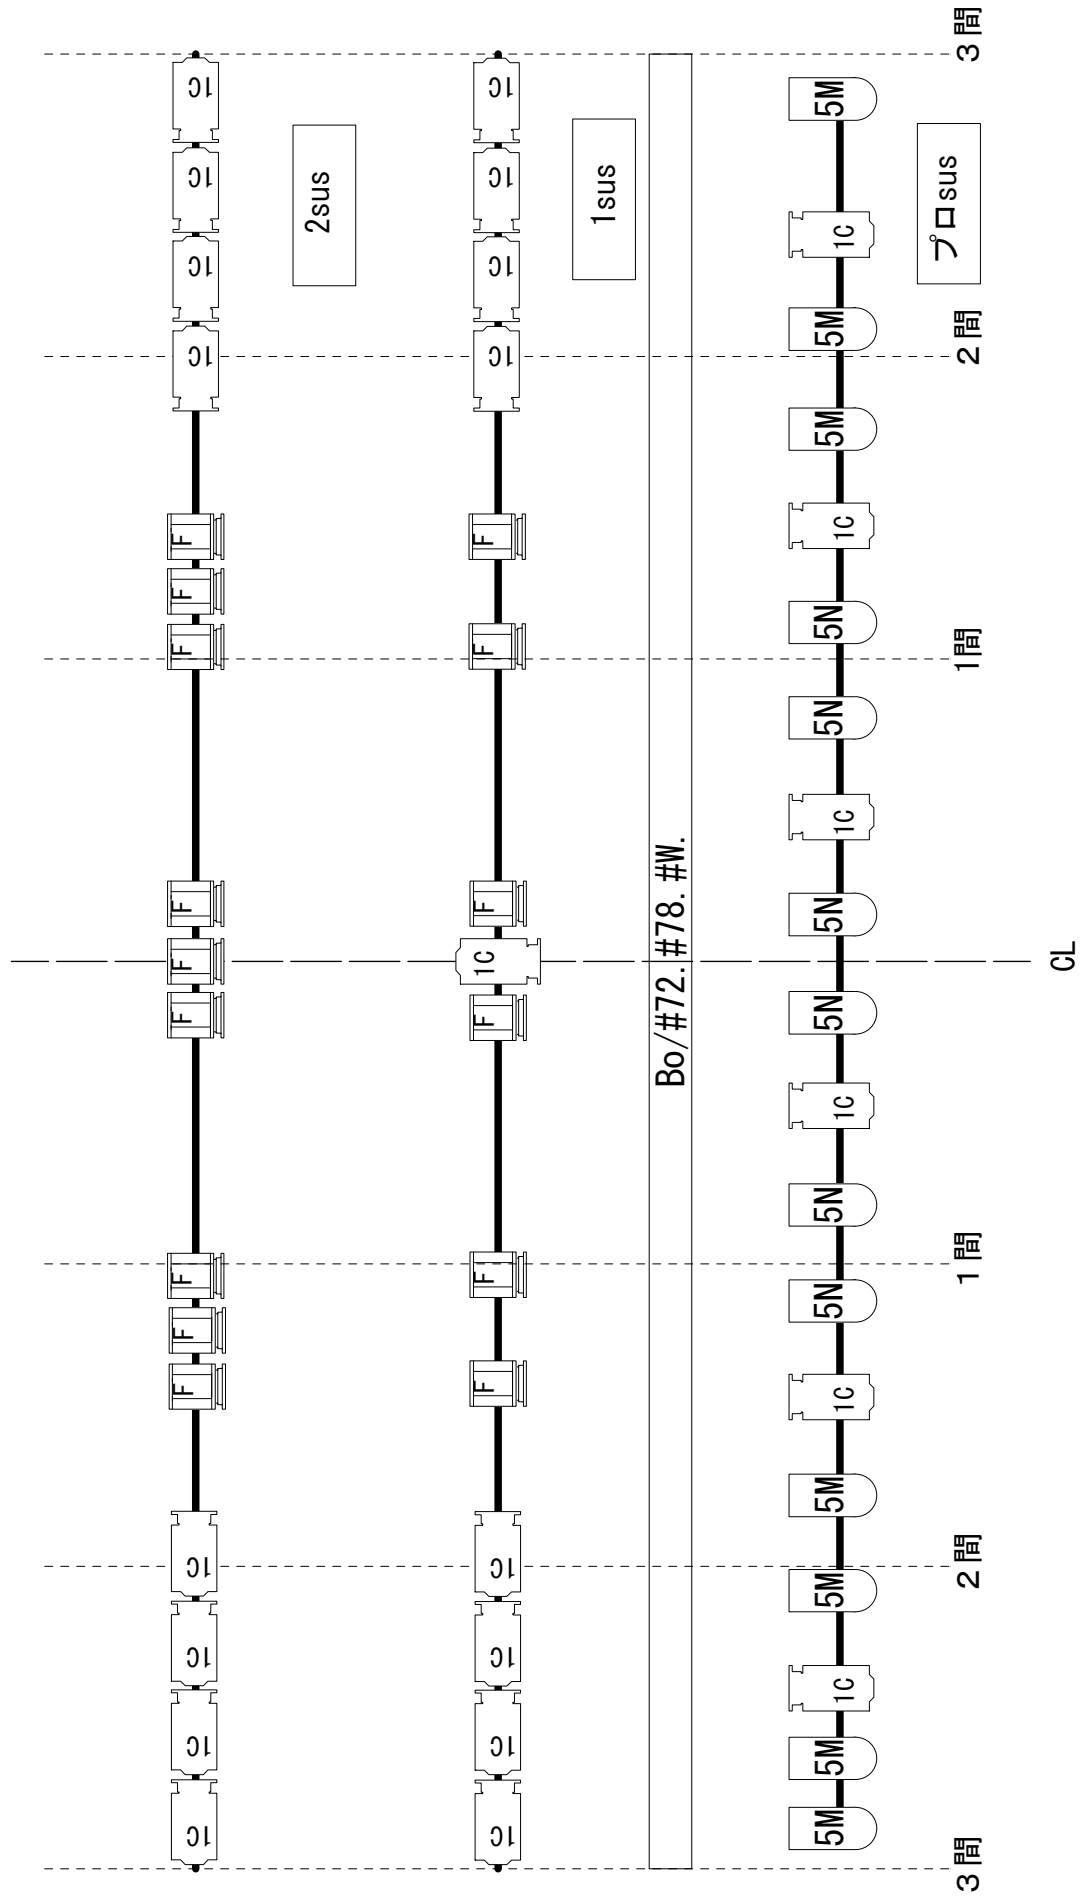 1C 1C 1C 1C F F F F F F F F F 1C 1C 1C 1C
2sus
1C 1C 1C 1C F F F 1C F F F 1C 1C 1C 1C
1sus
Bo/#72. #78. #W.
5M 5M 1C 5M 5M 1C 5N 5N 1C 5N 5N 1C 5N 5N 1C 5M 5M 1C 5M
プロsus
３間 ２間 １間 1間 ２間 ３間
CL